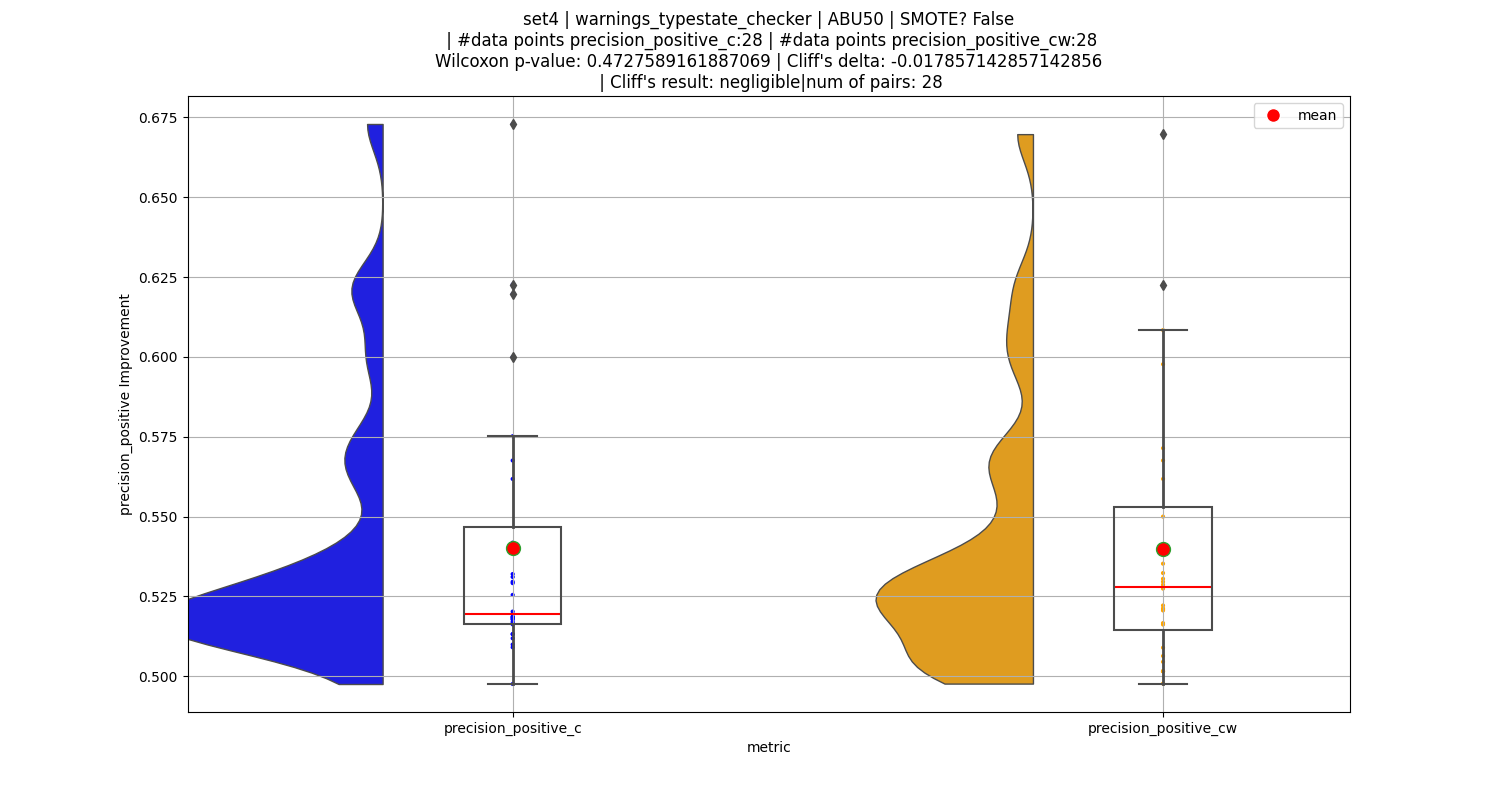 set4 | warnings_typestate_checker | ABU50 | SMOTE? False
| #data points precision_positive_c:28 | #data points precision_positive_cw:28
Wilcoxon p-value: 0.4727589161887069 | Cliff's delta: -0.017857142857142856
| Cliff's result: negligible|num of pairs: 28
mean
0.675
0.650
0.625
0.600
0.575
0.550
0.525
0.500
precision_positive Improvement
precision_positive_c
precision_positive_cw
metric